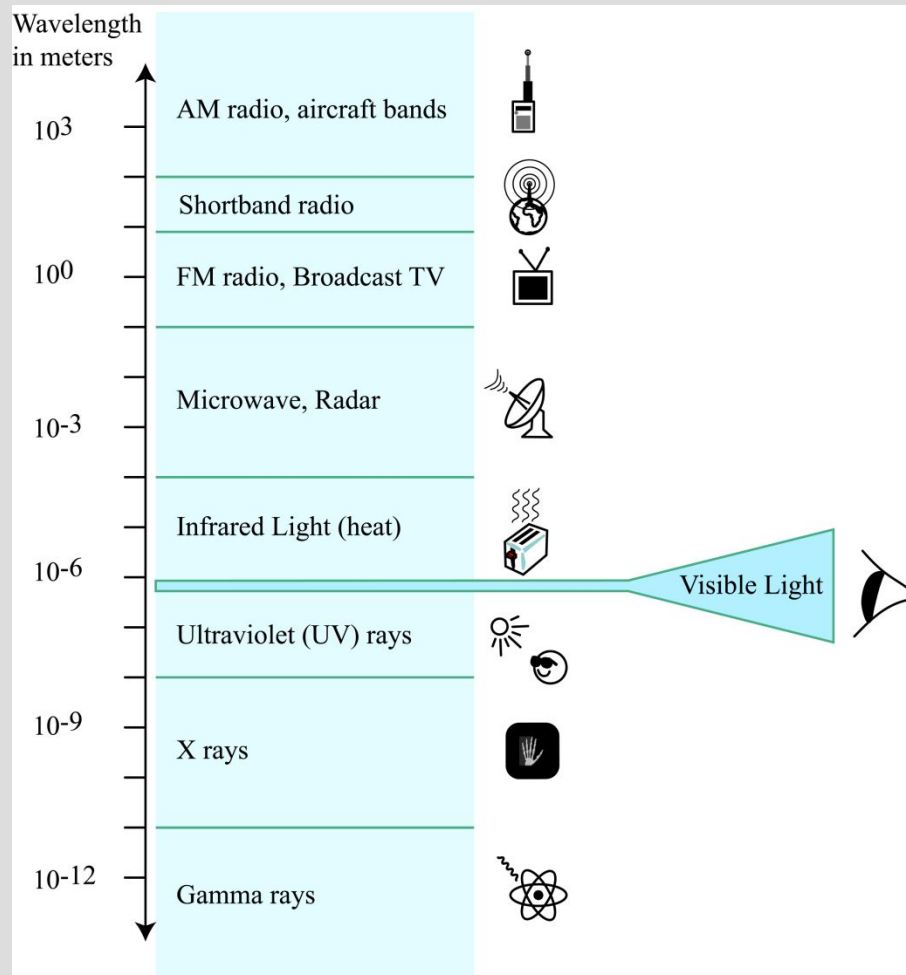 Wavelength
in meters
AM radio, aircraft bands
10³
Shortband radio
10⁰
FM radio, Broadcast TV
Microwave, Radar
10⁻³
Infrared Light (heat)
10⁻⁶
Visible Light
Ultraviolet (UV) rays
10⁻⁹
X rays
10⁻¹²
Gamma rays